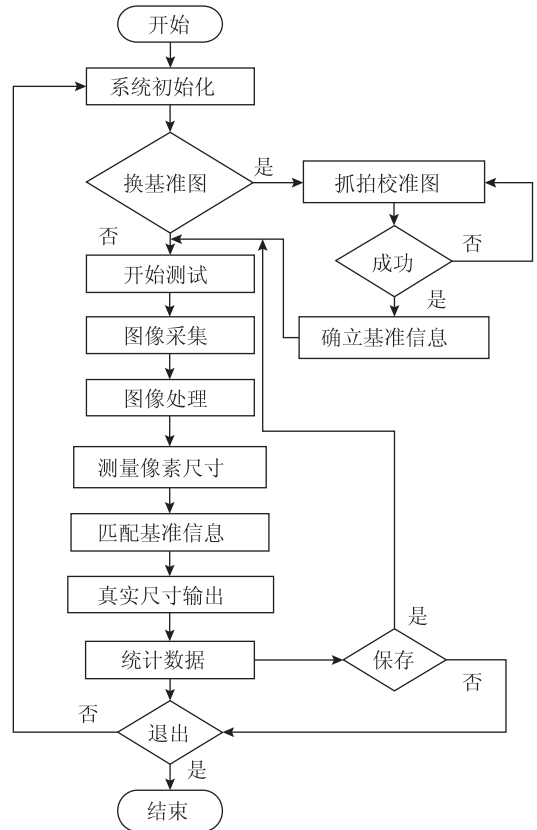 开始
系统初始化
换基准图
是
抓拍校准图
否
成功
否
是
开始测试
图像采集
确立基准信息
图像处理
测量像素尺寸
匹配基准信息
真实尺寸输出
是
统计数据
保存
否
否
退出
是
结束